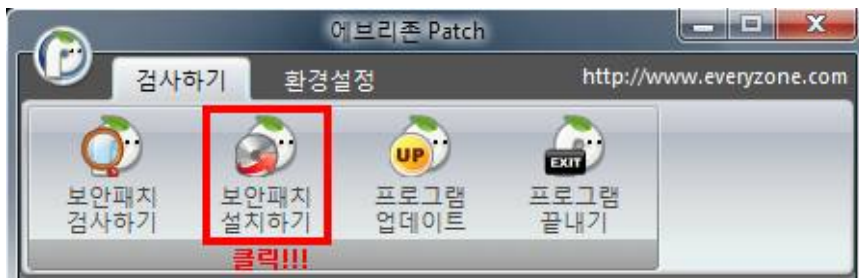 에브리존 Patch
검사하기 환경설정 http://www.everyzone.com
UP EXIT
보안패치 보안패치 프로그램 프로그램
검사하기 설치하기 업데이트 끝내기
클릭!!!